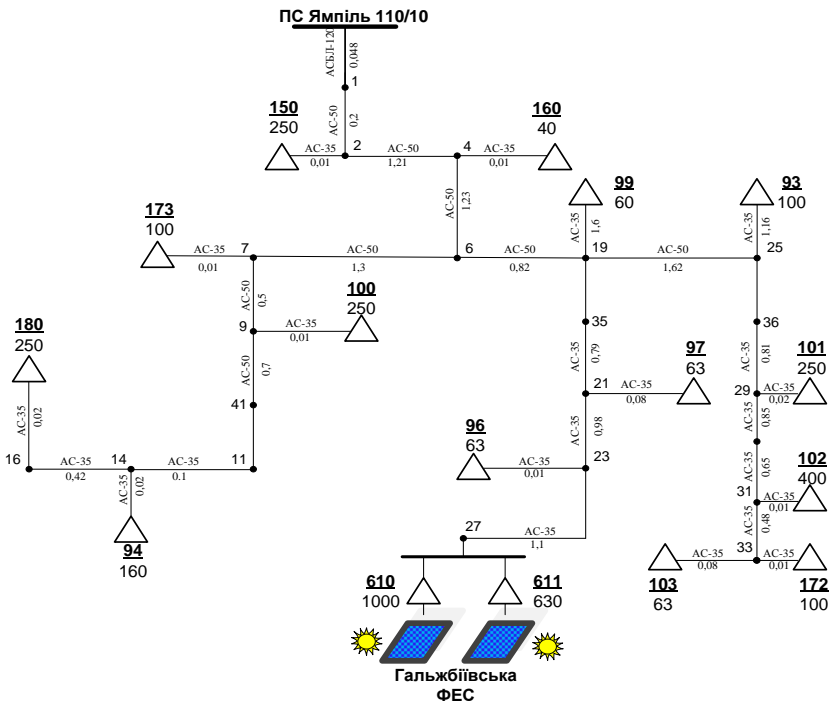 ПС Ямпіль 110/10
АСБЛ-120
0,048
1
АС-50
0,2
150
250
АС-35
0,01
2
АС-50
1,21
4
АС-35
0,01
160
40
АС-50
1,23
99
60
АС-35
1,6
93
100
АС-35
1,16
173
100
АС-35
0,01
7
АС-50
1,3
6
АС-50
0,82
19
АС-50
1,62
25
АС-50
0,5
100
250
9
АС-35
0,01
35
36
180
250
АС-50
0,7
АС-35
0,79
97
63
АС-35
0,81
101
250
41
21
АС-35
0,08
29
АС-35
0,02
АС-35
0,02
96
63
АС-35
0,98
АС-35
0,85
16
АС-35
0,42
14
АС-35
0.1
11
АС-35
0,01
23
АС-35
0,65
102
400
АС-35
0,02
31
АС-35
0,01
94
160
27
АС-35
1,1
АС-35
0,48
33
103
63
АС-35
0,08
АС-35
0,01
172
100
610
1000
611
630
Гальжбіївська
ФЕС